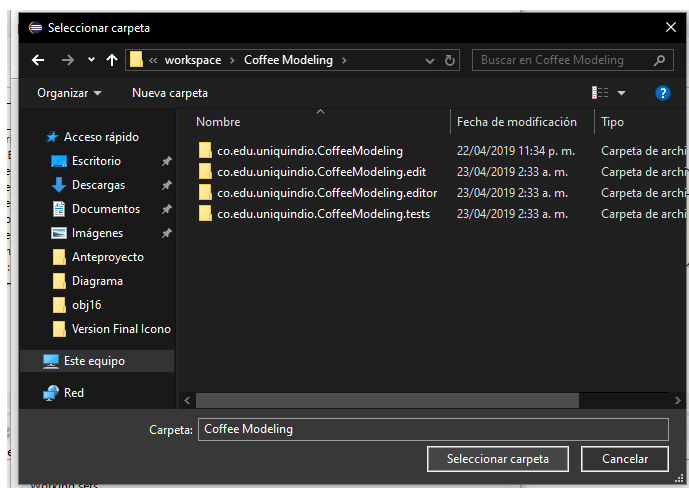 Seleccionar carpeta
« workspace > Coffee Modeling >
Buscar en Coffee Modeling
Organizar
Nueva carpeta
Nombre
Fecha de modificación
Tipo
Acceso rápido
Escritorio
Descargas
Documentos
Imágenes
Anteproyecto
Diagrama
obj16
Version Final Icono
Este equipo
Red
co.edu.uniquindio.CoffeeModeling 22/04/2019 11:34 p. m. Carpeta de archi
co.edu.uniquindio.CoffeeModeling.edit 23/04/2019 2:33 a. m. Carpeta de archi
co.edu.uniquindio.CoffeeModeling.editor 23/04/2019 2:33 a. m. Carpeta de archi
co.edu.uniquindio.CoffeeModeling.tests 23/04/2019 2:33 a. m. Carpeta de archi
Carpeta: Coffee Modeling
Seleccionar carpeta
Cancelar
Working sets